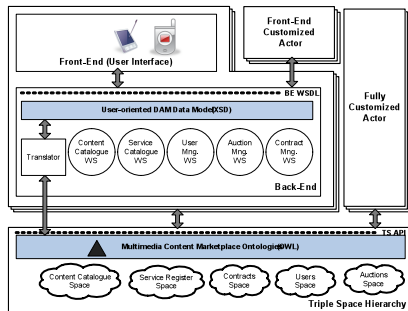 Front-End (User Interface)
Front-End
Customized
Actor
Fully
Customized
Actor
BE WSDL
User-oriented DAM Data Model(XSD)
Translator
Content
Catalogue
WS
Service
Catalogue
WS
User
Mng.
WS
Auction
Mng.
WS
Contract
Mng.
WS
Back-End
TS API
Multimedia Content Marketplace Ontologies(OWL)
Content Catalogue
Space
Service Register
Space
Contracts
Space
Users
Space
Auctions
Space
Triple Space Hierarchy